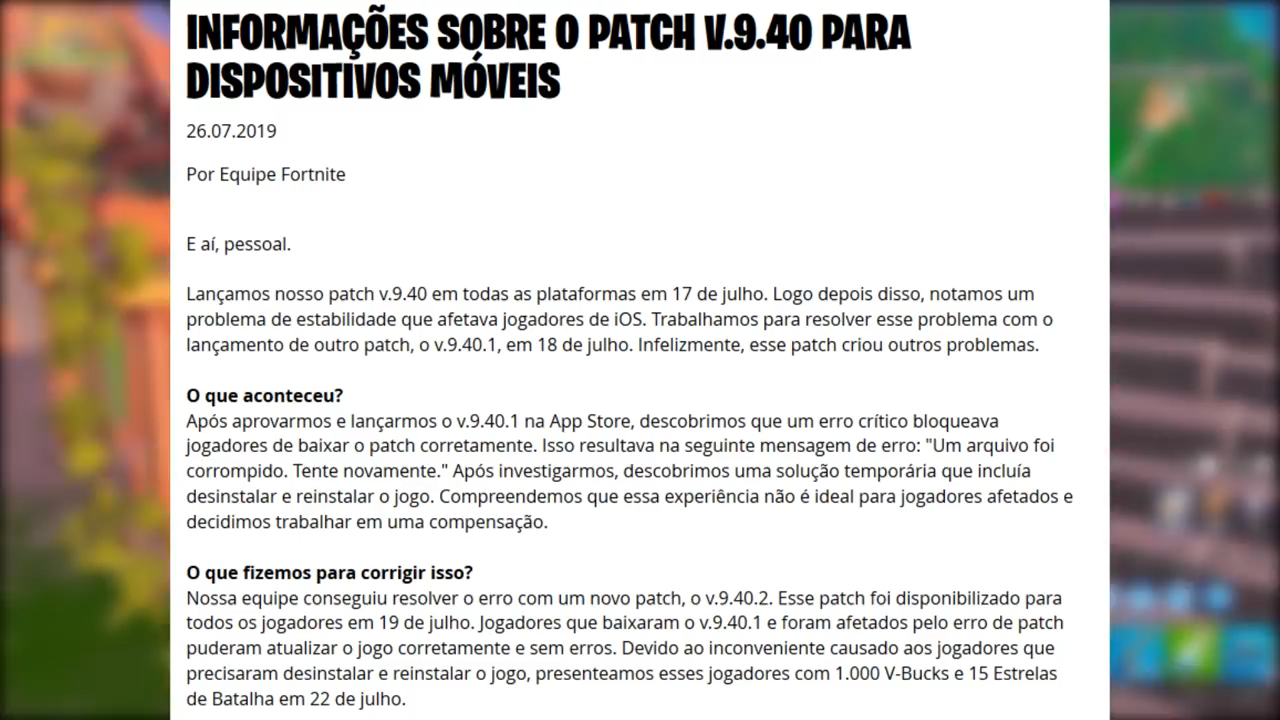 INFORMAÇÕES SOBRE O PATCH V.9.40 PARA
DISPOSITIVOS MÓVEIS
26.07.2019
Por Equipe Fortnite
E aí, pessoal.
Lançamos nosso patch v.9.40 em todas as plataformas em 17 de julho. Logo depois disso, notamos um
problema de estabilidade que afetava jogadores de iOS. Trabalhamos para resolver esse problema com o
lançamento de outro patch, o v.9.40.1, em 18 de julho. Infelizmente, esse patch criou outros problemas.
O que aconteceu?
Após aprovarmos e lançarmos o v.9.40.1 na App Store, descobrimos que um erro crítico bloqueava
jogadores de baixar o patch corretamente. Isso resultava na seguinte mensagem de erro: "Um arquivo foi
corrompido. Tente novamente." Após investigarmos, descobrimos uma solução temporária que incluía
desinstalar e reinstalar o jogo. Compreendemos que essa experiência não é ideal para jogadores afetados e
decidimos trabalhar em uma compensação.
O que fizemos para corrigir isso?
Nossa equipe conseguiu resolver o erro com um novo patch, o v.9.40.2. Esse patch foi disponibilizado para
todos os jogadores em 19 de julho. Jogadores que baixaram o v.9.40.1 e foram afetados pelo erro de patch
puderam atualizar o jogo corretamente e sem erros. Devido ao inconveniente causado aos jogadores que
precisaram desinstalar e reinstalar o jogo, presenteamos esses jogadores com 1.000 V-Bucks e 15 Estrelas
de Batalha em 22 de julho.